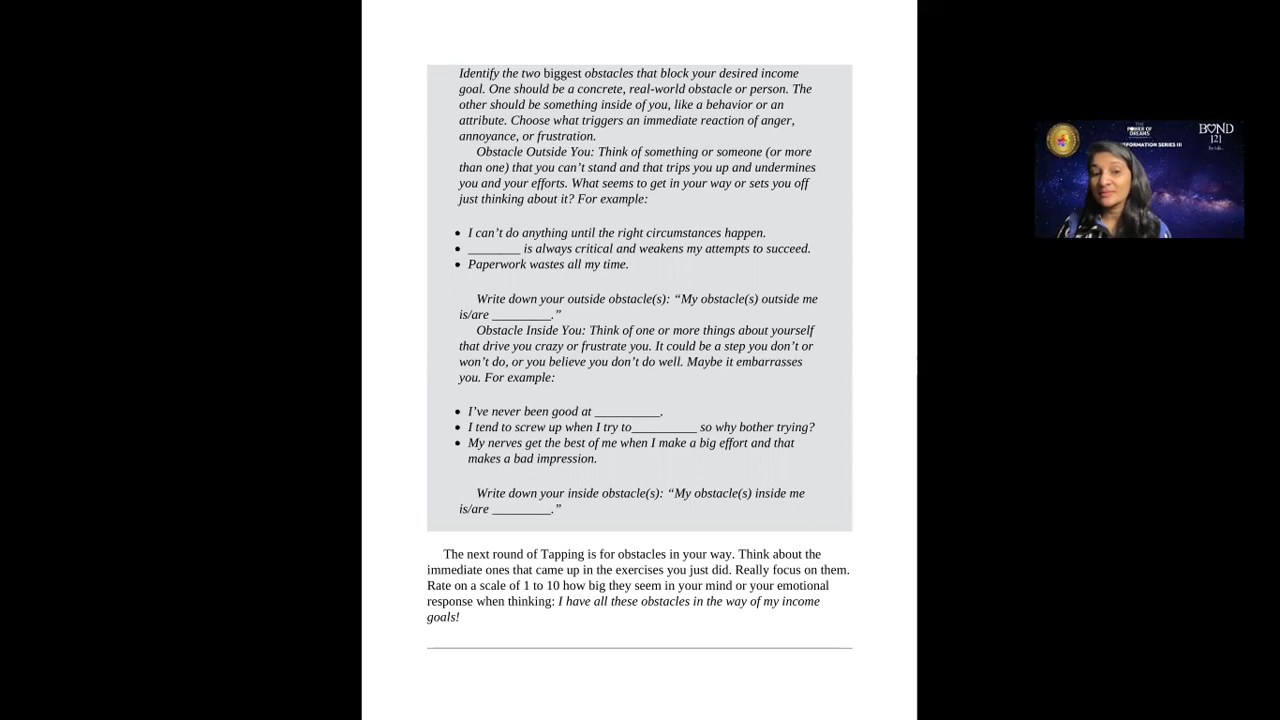 Identify the two biggest obstacles that block your desired income
goal. One should be a concrete, real-world obstacle or person. The
other should be something inside of you, like a behavior or an
attribute. Choose what triggers an immediate reaction of anger,
annoyance, or frustration.
Obstacle Outside You: Think of something or someone (or more
than one) that you can’t stand and that trips you up and undermines
you and your efforts. What seems to get in your way or sets you off
just thinking about it? For example:
• I can’t do anything until the right circumstances happen.
• ________ is always critical and weakens my attempts to succeed.
• Paperwork wastes all my time.
Write down your outside obstacle(s): “My obstacle(s) outside me
is/are _________.”
Obstacle Inside You: Think of one or more things about yourself
that drive you crazy or frustrate you. It could be a step you don’t or
won’t do, or you believe you don’t do well. Maybe it embarrasses
you. For example:
• I’ve never been good at __________.
• I tend to screw up when I try to__________ so why bother trying?
• My nerves get the best of me when I make a big effort and that
makes a bad impression.
Write down your inside obstacle(s): “My obstacle(s) inside me
is/are _________.”
The next round of Tapping is for obstacles in your way. Think about the
immediate ones that came up in the exercises you just did. Really focus on them.
Rate on a scale of 1 to 10 how big they seem in your mind or your emotional
response when thinking: I have all these obstacles in the way of my income
goals!
THE
POWER OF
DREAMS
FORMATION SERIES III
BOND
121